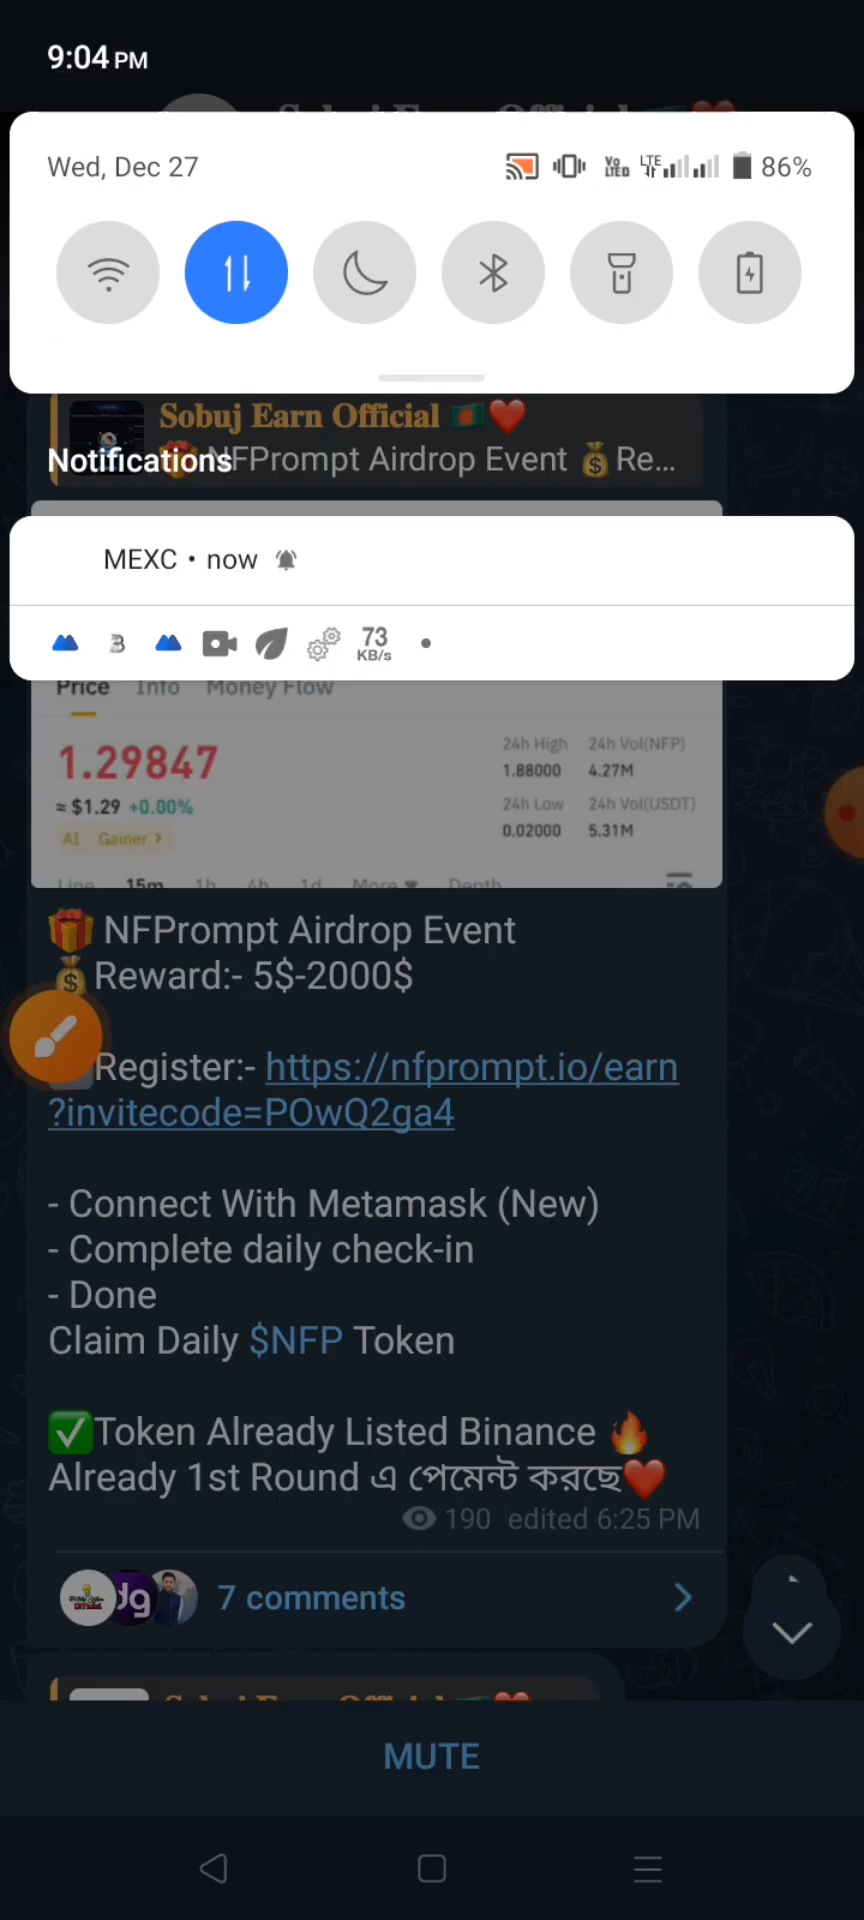 9:04 PM
Wed, Dec 27
Vo LTE LTE 86%
Sobuj Earn Official 🇧🇩❤️
Notifications
NFPrompt Airdrop Event 💰Re...
MEXC • now
73
KB/s
Price Info Money Flow
1.29847
24h High 24h Vol(NFP)
1.88000 4.27M
≈ $1.29 +0.00%
24h Low 24h Vol(USDT)
0.02000 5.31M
AI Gainer >
Line 15m 1h 4h 1d More Depth
🎁 NFPrompt Airdrop Event
💰Reward:- 5$-2000$
Register:- https://nfprompt.io/earn
?invitecode=POwQ2ga4
- Connect With Metamask (New)
- Complete daily check-in
- Done
Claim Daily $NFP Token
✅Token Already Listed Binance 🔥
Already 1st Round এ পেমেন্ট করছে❤️
190 edited 6:25 PM
7 comments
MUTE